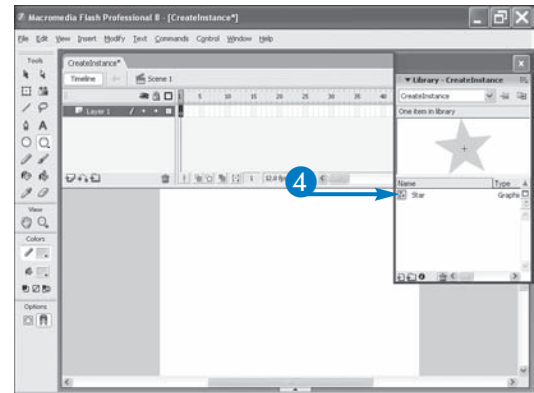 Macromedia Flash Professional 8 - [CreateInstance*]
File Edit View Insert Modify Text Commands Control Window Help
Tools
CreateInstance*
Timeline
Scene 1
5 10 15 20 25 30 35 40
Layer 1
1
4
View
Colors
Options
Library - CreateInstance
CreateInstance
One item in library
Name Type
Star Graphic